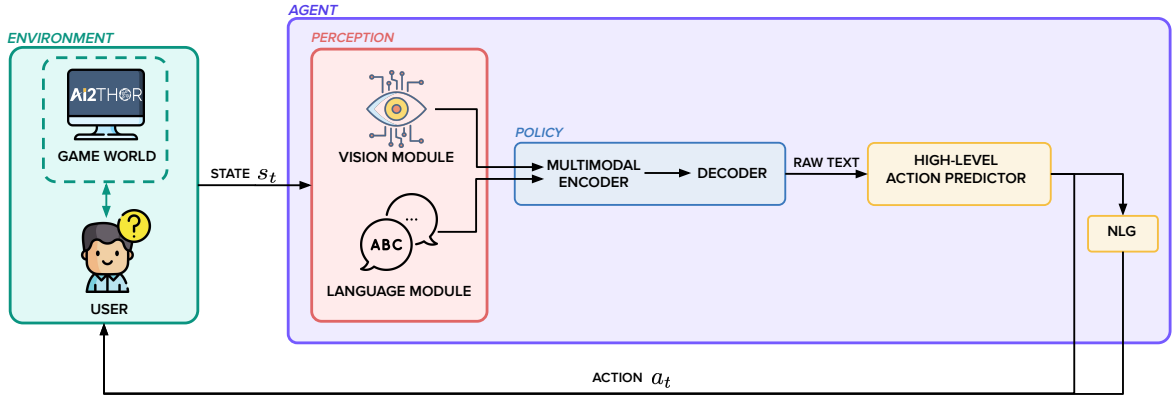 AGENT
ENVIRONMENT
PERCEPTION
Ai2THOR
GAME WORLD
VISION MODULE
POLICY
STATE s_t
MULTIMODAL
ENCODER
DECODER
RAW TEXT
HIGH-LEVEL
ACTION PREDICTOR
?
...
ABC
NLG
LANGUAGE MODULE
USER
ACTION a_t